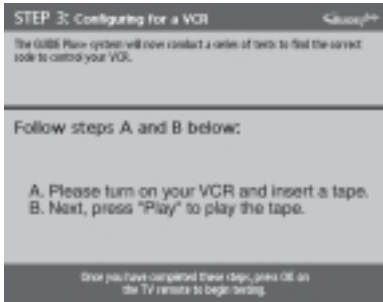 STEP 3: Configuring for a VCR
The GUIDE Plus+ system will now conduct a series of tests to find the correct
code to control your VCR.
Follow steps A and B below:
A. Please turn on your VCR and insert a tape.
B. Next, press "Play" to play the tape.
Once you have completed these steps, press OK on
the TV remote to begin testing.